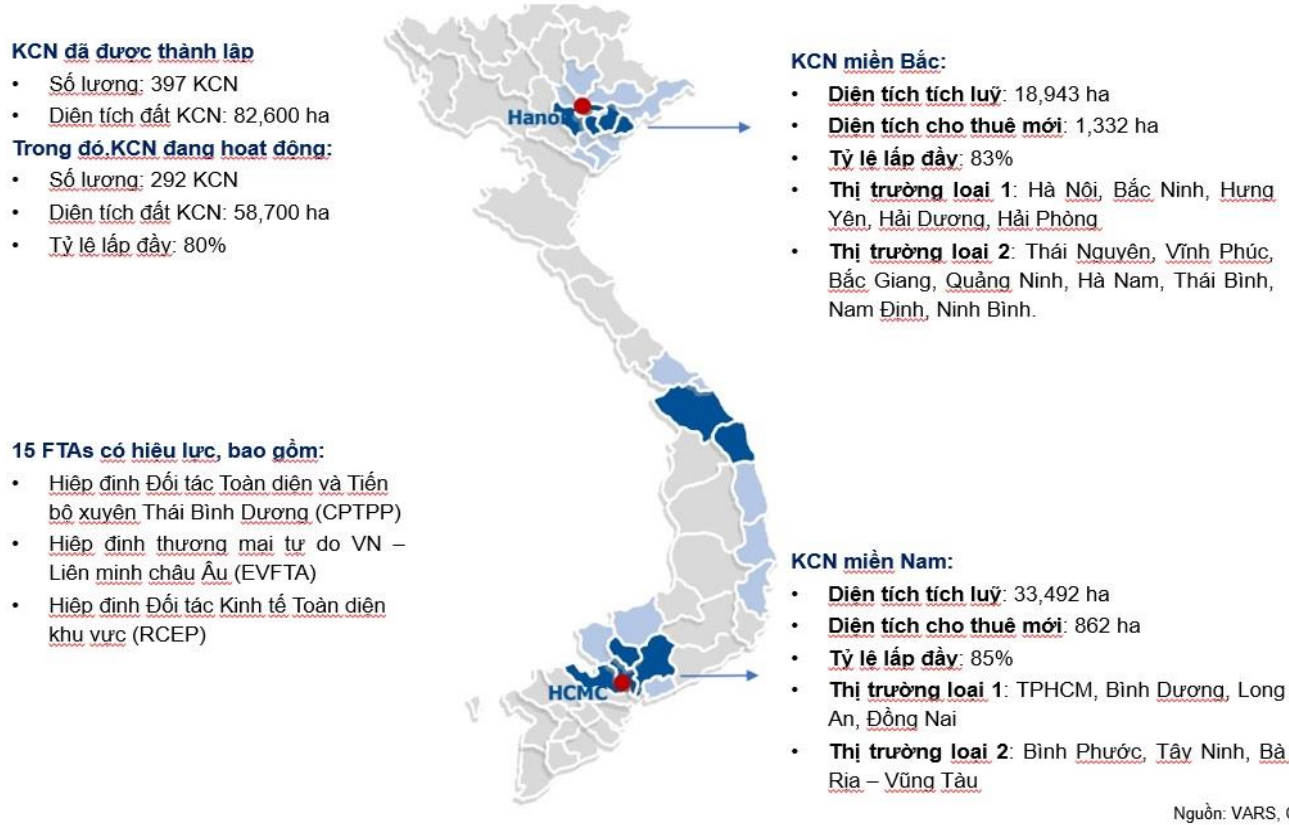 KCN đã được thành lập
• Số lượng: 397 KCN
• Diện tích đất KCN: 82,600 ha
Trong đó,KCN đang hoạt động:
• Số lượng: 292 KCN
• Diện tích đất KCN: 58,700 ha
• Tỷ lệ lấp đầy: 80%
15 FTAs có hiệu lực, bao gồm:
• Hiệp định Đối tác Toàn diện và Tiến
bộ xuyên Thái Bình Dương (CPTPP)
• Hiệp định thương mại tự do VN –
Liên minh châu Âu (EVFTA)
• Hiệp định Đối tác Kinh tế Toàn diện
khu vực (RCEP)
Hanoi
HCMC
KCN miền Bắc:
• Diện tích tích luỹ: 18,943 ha
• Diện tích cho thuê mới: 1,332 ha
• Tỷ lệ lấp đầy: 83%
• Thị trường loại 1: Hà Nội, Bắc Ninh, Hưng
Yên, Hải Dương, Hải Phòng
• Thị trường loại 2: Thái Nguyên, Vĩnh Phúc,
Bắc Giang, Quảng Ninh, Hà Nam, Thái Bình,
Nam Định, Ninh Bình.
KCN miền Nam:
• Diện tích tích luỹ: 33,492 ha
• Diện tích cho thuê mới: 862 ha
• Tỷ lệ lấp đầy: 85%
• Thị trường loại 1: TPHCM, Bình Dương, Long
An, Đồng Nai
• Thị trường loại 2: Bình Phước, Tây Ninh, Bà
Rịa – Vũng Tàu
Nguồn: VARS,